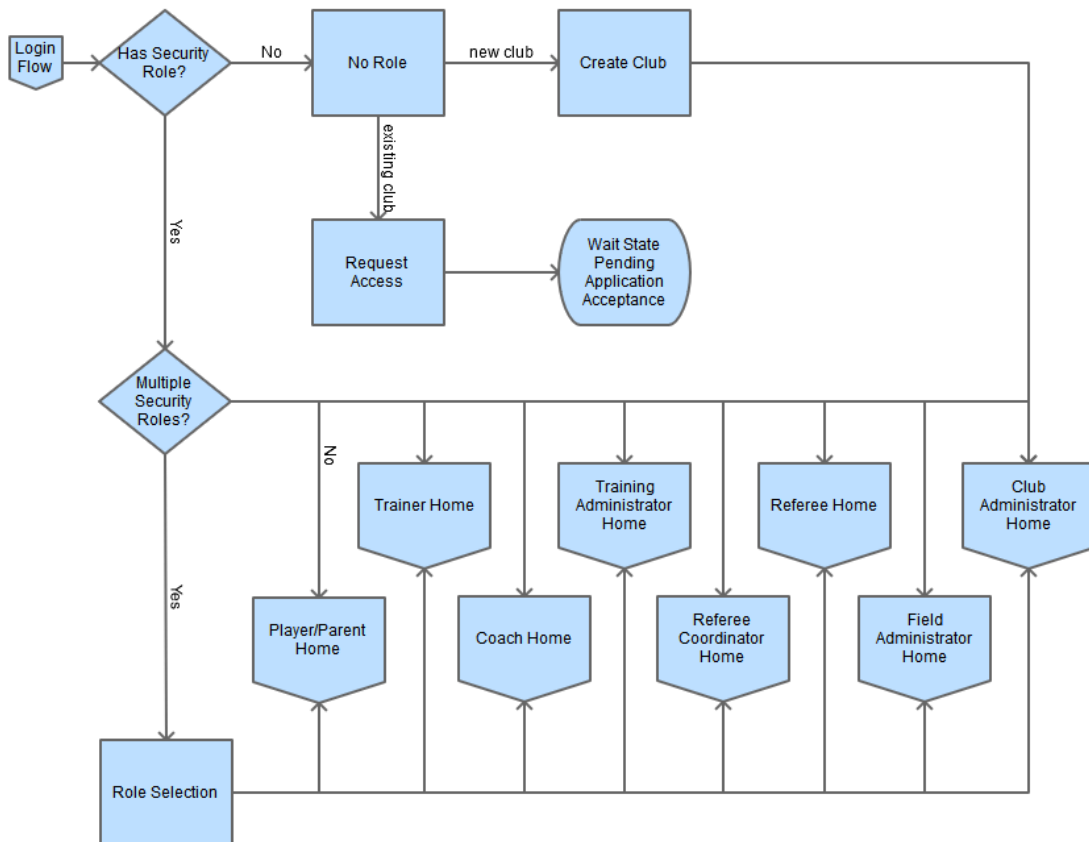 Login
Flow
Has Security
Role?
No
No Role
new club
Create Club
existing club
Yes
Request
Access
Wait State
Pending
Application
Acceptance
Multiple
Security
Roles?
No
Trainer Home
Training
Administrator
Home
Referee Home
Club
Administrator
Home
Yes
Player/Parent
Home
Coach Home
Referee
Coordinator
Home
Field
Administrator
Home
Role Selection